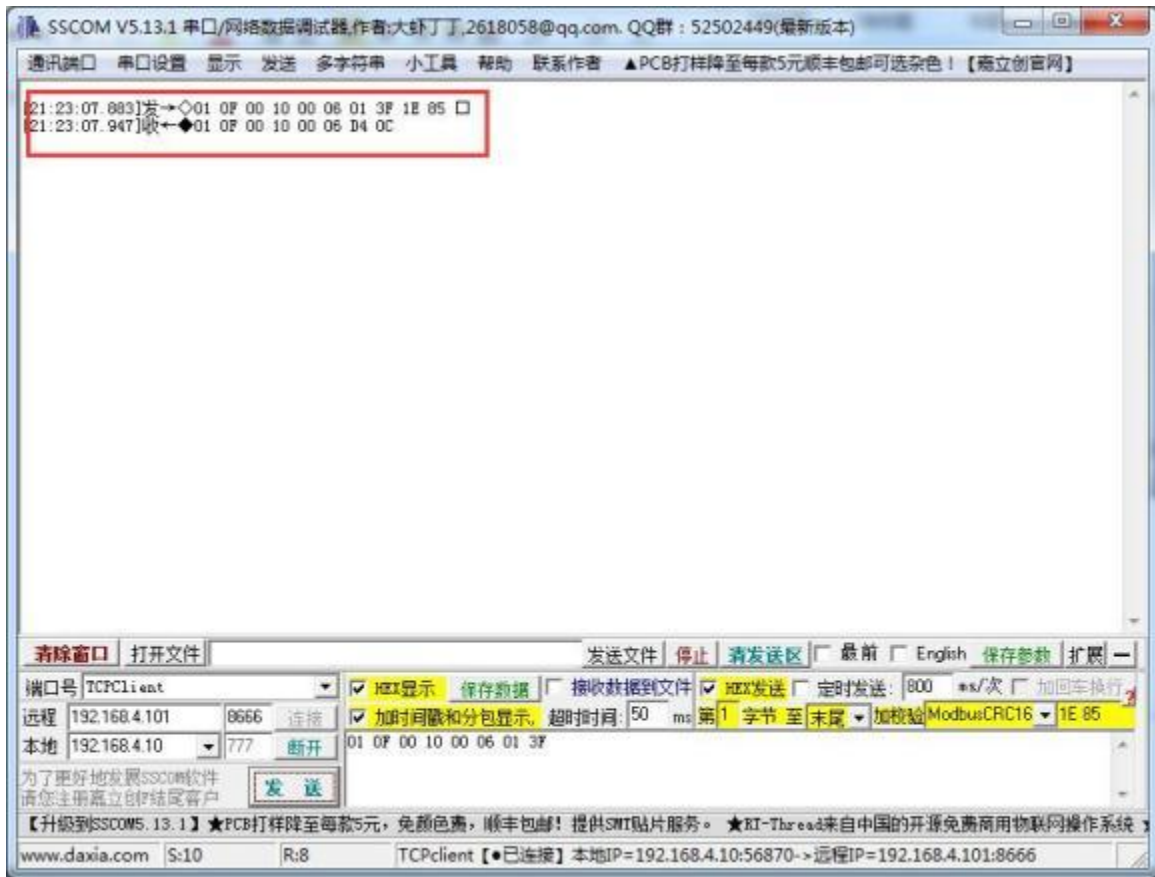 SSCOM V5.13.1 串口/网络数据调试器,作者:大虾丁丁,2618058@qq.com. QQ群：52502449(最新版本)
通讯端口 串口设置 显示 发送 多字符串 小工具 帮助 联系作者 ▲PCB打样降至每款5元顺丰包邮可选杂色！【嘉立创官网】
[21:23:07.883]发→◇01 0F 00 10 00 06 01 3F 1E 85 □
[21:23:07.947]收←◆01 0F 00 10 00 06 D4 0C
清除窗口 打开文件 发送文件 停止 清发送区 最前 English 保存参数 扩展 —
端口号 TCPClient HEX显示 保存数据 接收数据到文件 HEX发送 定时发送: 800 ms/次 加回车换行
远程 192.168.4.101 8666 连接 加时间戳和分包显示, 超时时间: 50 ms 第 1 字节 至 末尾 加校验 ModbusCRC16 1E 85
本地 192.168.4.10 777 断开 01 0F 00 10 00 06 01 3F
为了更好地发展SSCOM软件
请您注册嘉立创F结尾客户
发 送
【升级到SSCOM5.13.1】★PCB打样降至每款5元，免颜色费，顺丰包邮！提供SMT贴片服务。 ★RT-Thread来自中国的开源免费商用物联网操作系统
www.daxia.com S:10 R:8 TCPclient【●已连接】本地IP=192.168.4.10:56870->远程IP=192.168.4.101:8666